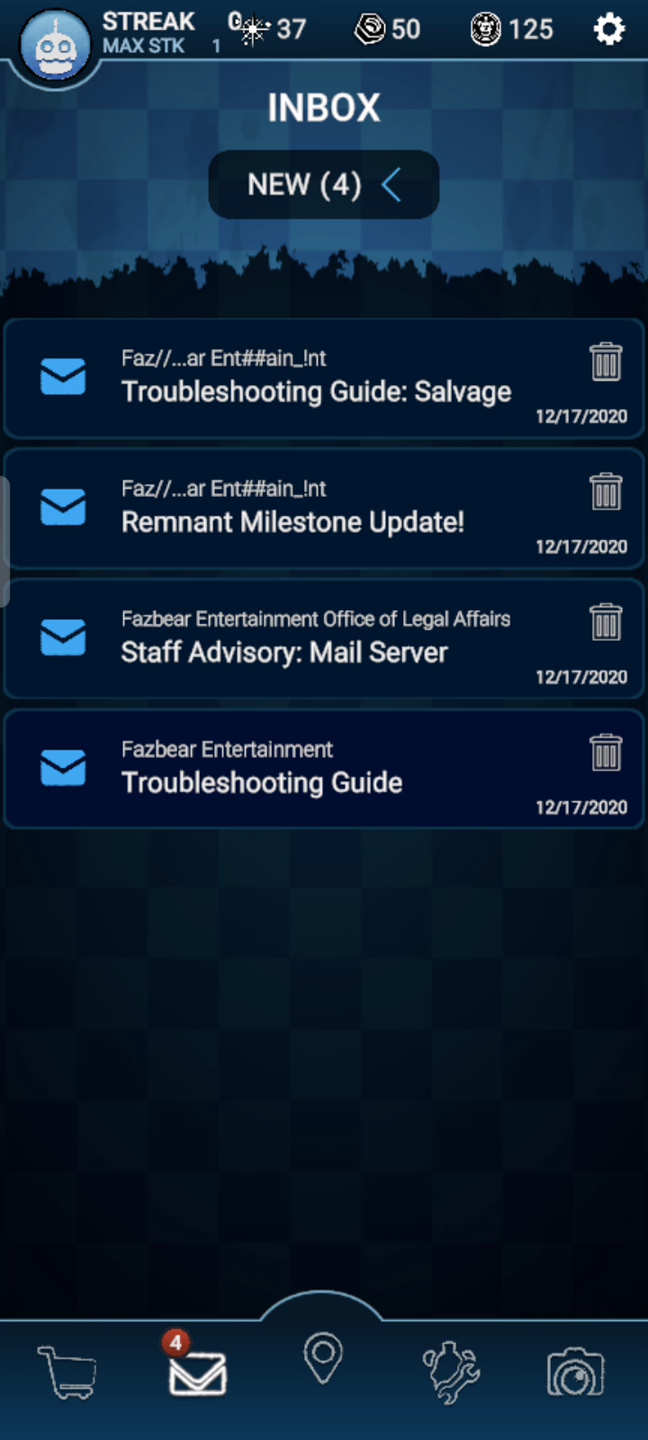 STREAK
MAX STK 1
0
37
50
125
INBOX
NEW (4)
Faz//...ar Ent##ain_!nt
Troubleshooting Guide: Salvage
12/17/2020
Faz//...ar Ent##ain_!nt
Remnant Milestone Update!
12/17/2020
Fazbear Entertainment Office of Legal Affairs
Staff Advisory: Mail Server
12/17/2020
Fazbear Entertainment
Troubleshooting Guide
12/17/2020
4